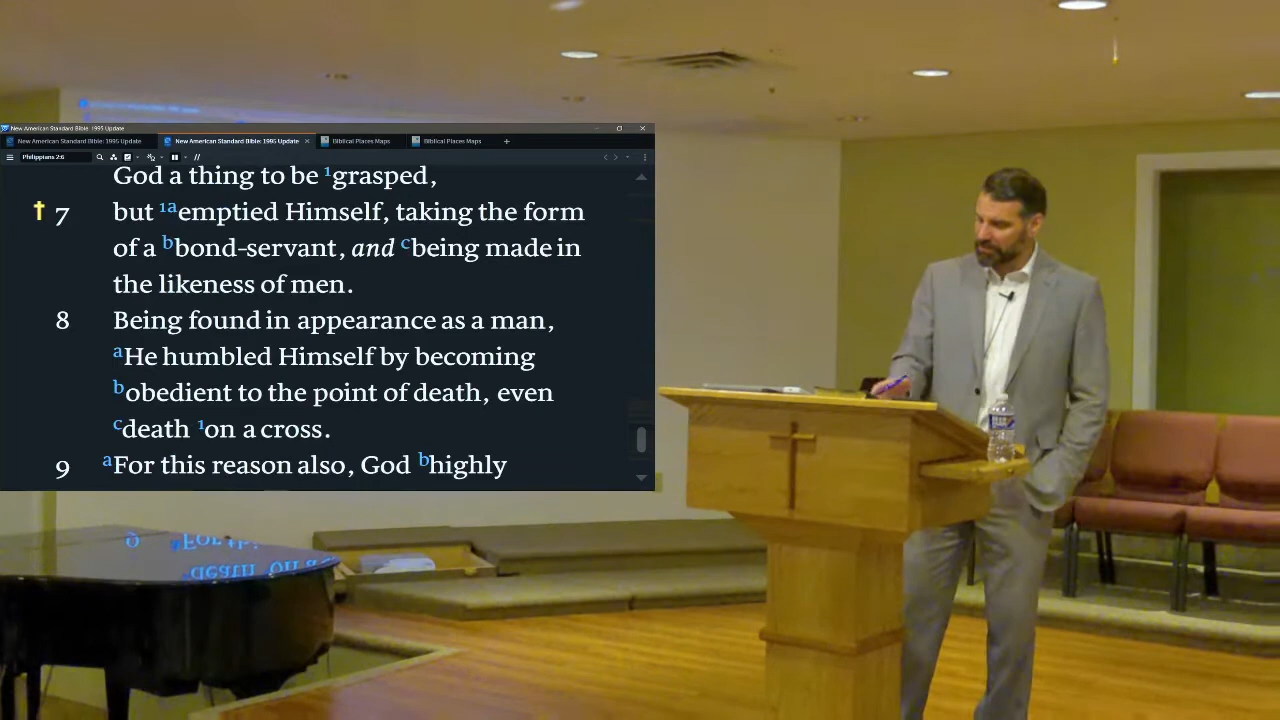 New American Standard Bible: 1995 Update
New American Standard Bible: 1995 Update
New American Standard Bible: 1995 Update
Biblical Places Maps
Biblical Places Maps
Philippians 2:6
God a thing to be ¹grasped,
7 but ¹ᵃemptied Himself, taking the form
of a ᵇbond-servant, and ᶜbeing made in
the likeness of men.
8 Being found in appearance as a man,
ᵃHe humbled Himself by becoming
ᵇobedient to the point of death, even
ᶜdeath ¹on a cross.
9 ᵃFor this reason also, God ᵇhighly